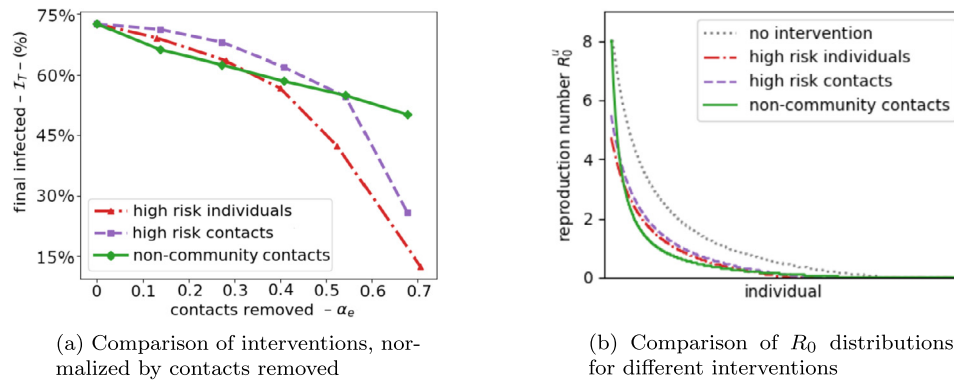 75%
60%
45%
30%
15%
final infected – 𝓘_T – (%)
high risk individuals
high risk contacts
non-community contacts
0 0.1 0.2 0.3 0.4 0.5 0.6 0.7
contacts removed – α_e
(a) Comparison of interventions, nor-
malized by contacts removed
8
6
4
2
0
reproduction number R_0^u
no intervention
high risk individuals
high risk contacts
non-community contacts
individual
(b) Comparison of R_0 distributions
for different interventions